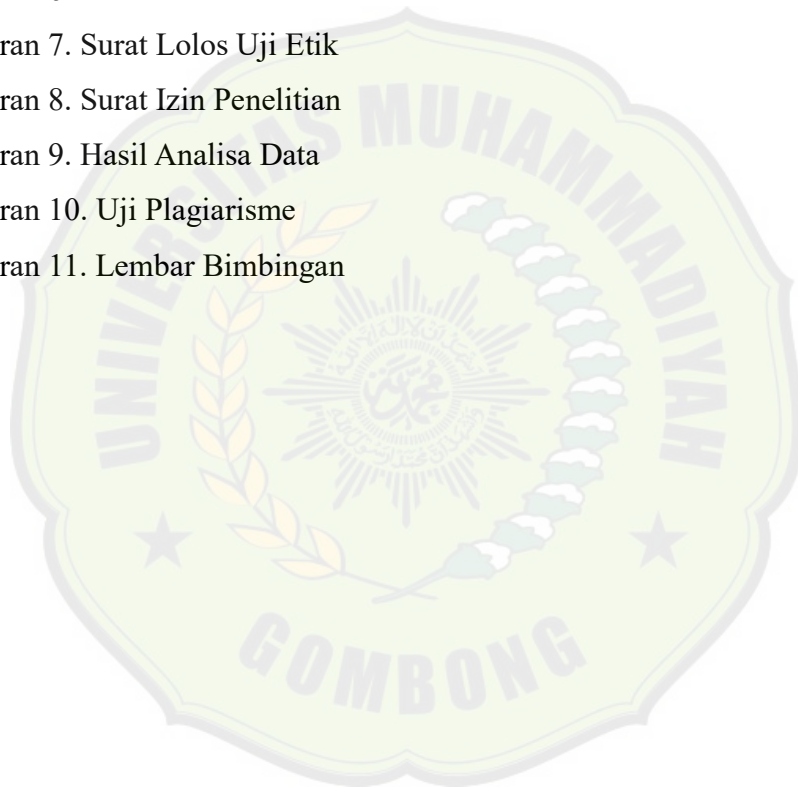 ran 7. Surat Lolos Uji Etik
ran 8. Surat Izin Penelitian
ran 9. Hasil Analisa Data
ran 10. Uji Plagiarisme
ran 11. Lembar Bimbingan
UNIVERSITAS MUHAMMADIYAH
GOMBONG